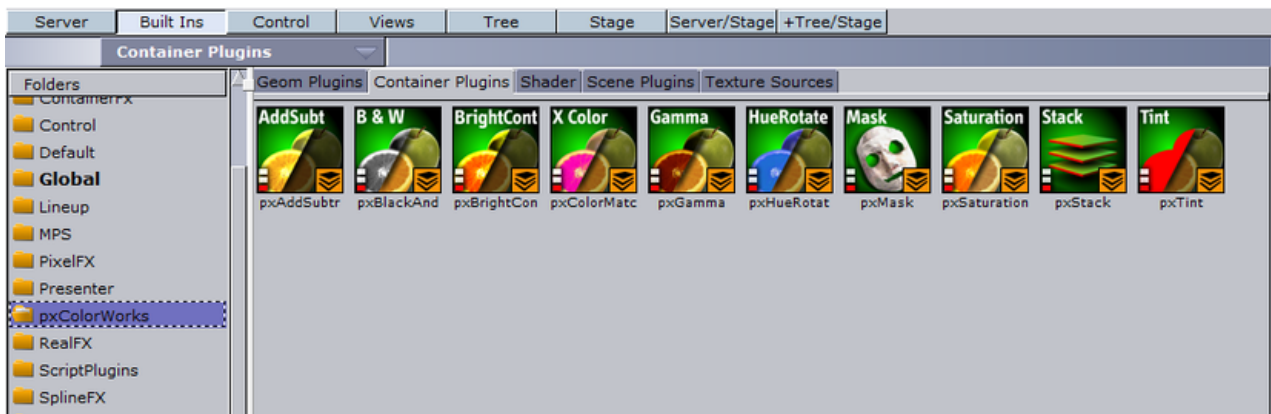 Server Built Ins Control Views Tree Stage Server/Stage +Tree/Stage
Container Plugins
Folders
ContainerFX
Control
Default
Global
Lineup
MPS
PixelFX
Presenter
pxColorWorks
RealFX
ScriptPlugins
SplineFX
Geom Plugins Container Plugins Shader Scene Plugins Texture Sources
AddSubt B & W BrightCont X Color Gamma HueRotate Mask Saturation Stack Tint
pxAddSubtr pxBlackAnd pxBrightCon pxColorMatc pxGamma pxHueRotat pxMask pxSaturation pxStack pxTint